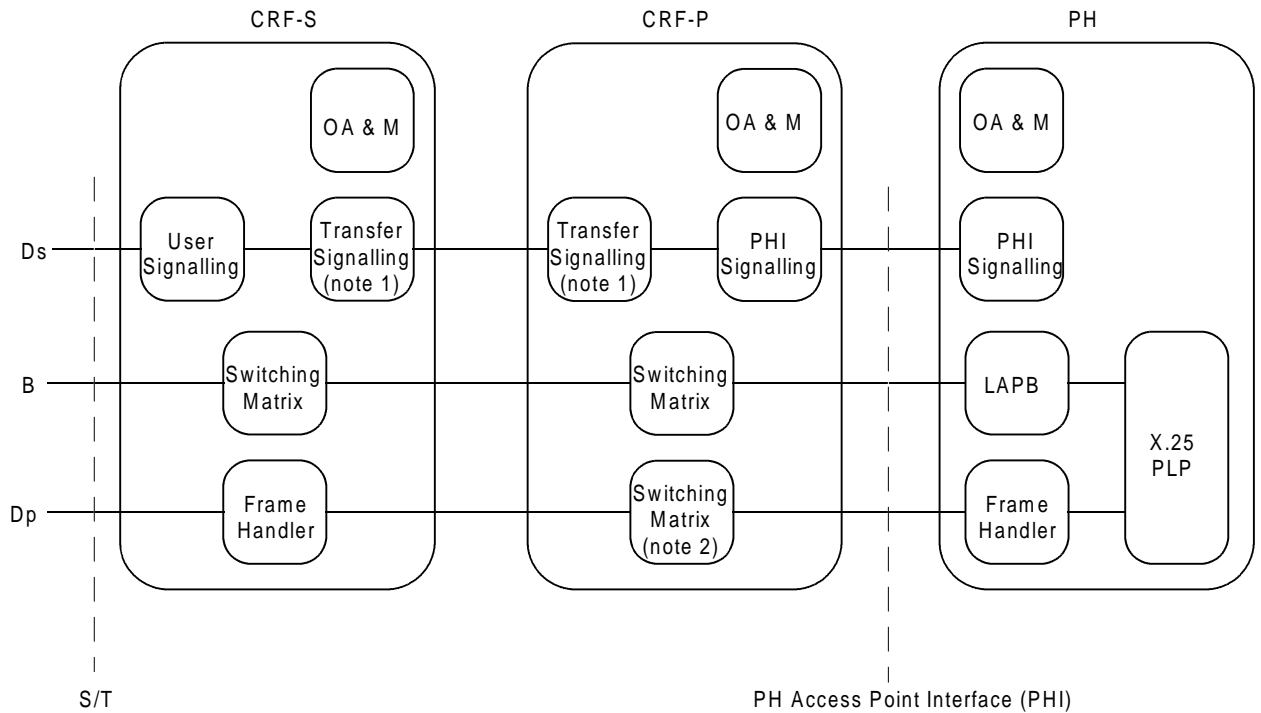 CRF-S
CRF-P
PH
OA & M
OA & M
OA & M
Ds
User
Signalling
Transfer
Signalling
(note 1)
Transfer
Signalling
(note 1)
PHI
Signalling
PHI
Signalling
B
Switching
Matrix
Switching
Matrix
LAPB
X.25
PLP
Dp
Frame
Handler
Switching
Matrix
(note 2)
Frame
Handler
S/T
PH Access Point Interface (PHI)